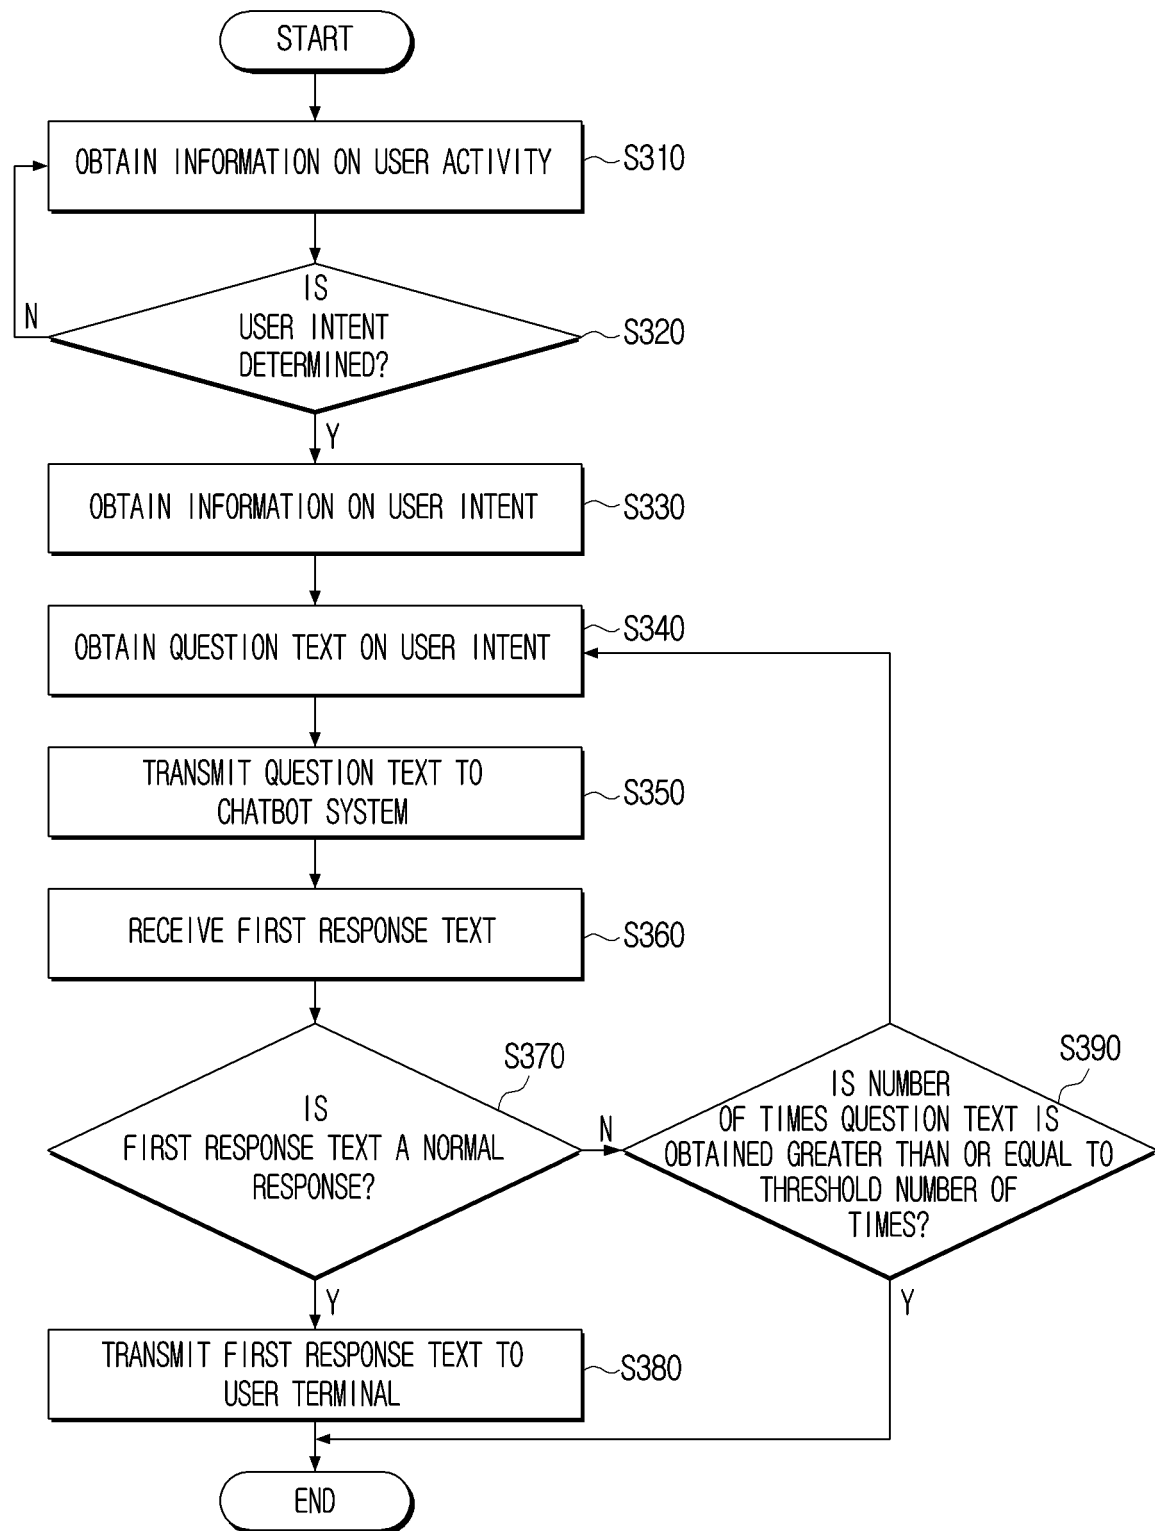 START
OBTAIN INFORMATION ON USER ACTIVITY
S310
IS
USER INTENT
DETERMINED?
S320
N
Y
OBTAIN INFORMATION ON USER INTENT
S330
OBTAIN QUESTION TEXT ON USER INTENT
S340
TRANSMIT QUESTION TEXT TO
CHATBOT SYSTEM
S350
RECEIVE FIRST RESPONSE TEXT
S360
IS
FIRST RESPONSE TEXT A NORMAL
RESPONSE?
S370
N
Y
IS NUMBER
OF TIMES QUESTION TEXT IS
OBTAINED GREATER THAN OR EQUAL TO
THRESHOLD NUMBER OF
TIMES?
S390
Y
TRANSMIT FIRST RESPONSE TEXT TO
USER TERMINAL
S380
END